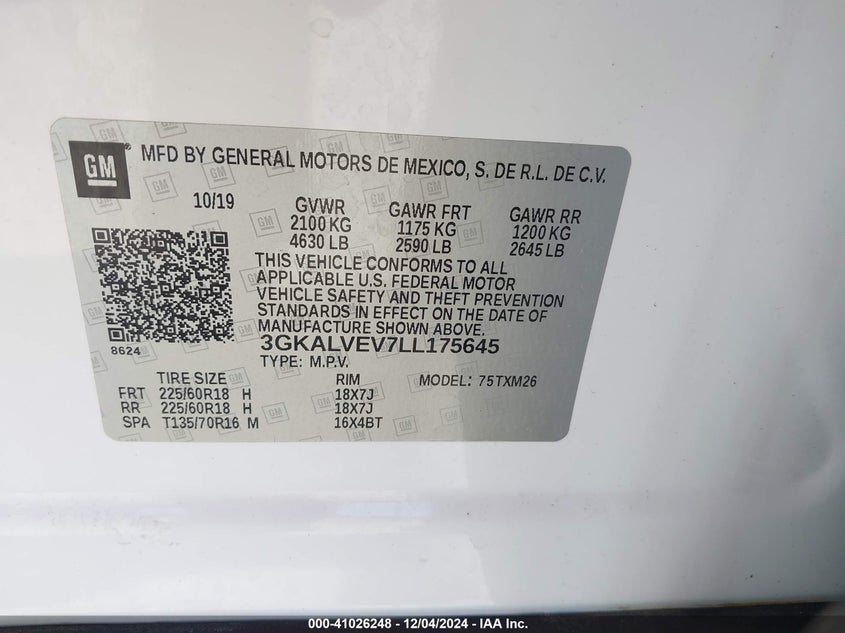 GM ® MFD BY GENERAL MOTORS DE MEXICO, S. DE R.L. DE C.V.
10/19 GVWR GAWR FRT GAWR RR
2100 KG 1175 KG 1200 KG
4630 LB 2590 LB 2645 LB
THIS VEHICLE CONFORMS TO ALL
APPLICABLE U.S. FEDERAL MOTOR
VEHICLE SAFETY AND THEFT PREVENTION
STANDARDS IN EFFECT ON THE DATE OF
MANUFACTURE SHOWN ABOVE.
8624 3GKALVEV7LL175645
TYPE: M.P.V.
TIRE SIZE RIM MODEL: 75TXM26
FRT 225/60R18 H 18X7J
RR 225/60R18 H 18X7J
SPA T135/70R16 M 16X4BT
000-41026248 - 12/04/2024 - IAA Inc.